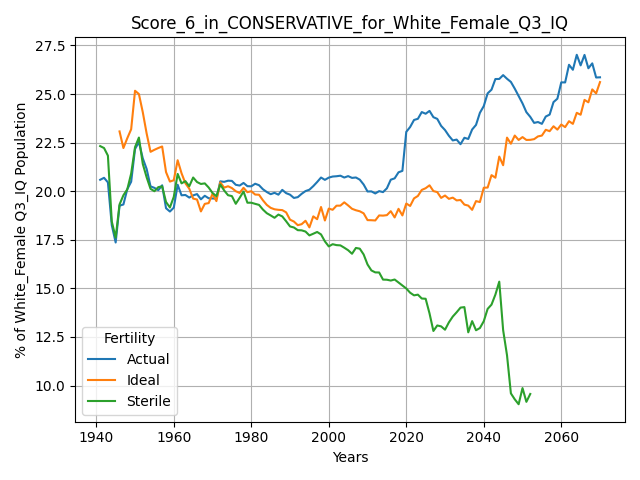 Score_6_in_CONSERVATIVE_for_White_Female_Q3_IQ
27.5
25.0
22.5
20.0
17.5
15.0
12.5
10.0
% of White_Female Q3_IQ Population
Fertility
Actual
Ideal
Sterile
1940 1960 1980 2000 2020 2040 2060
Years